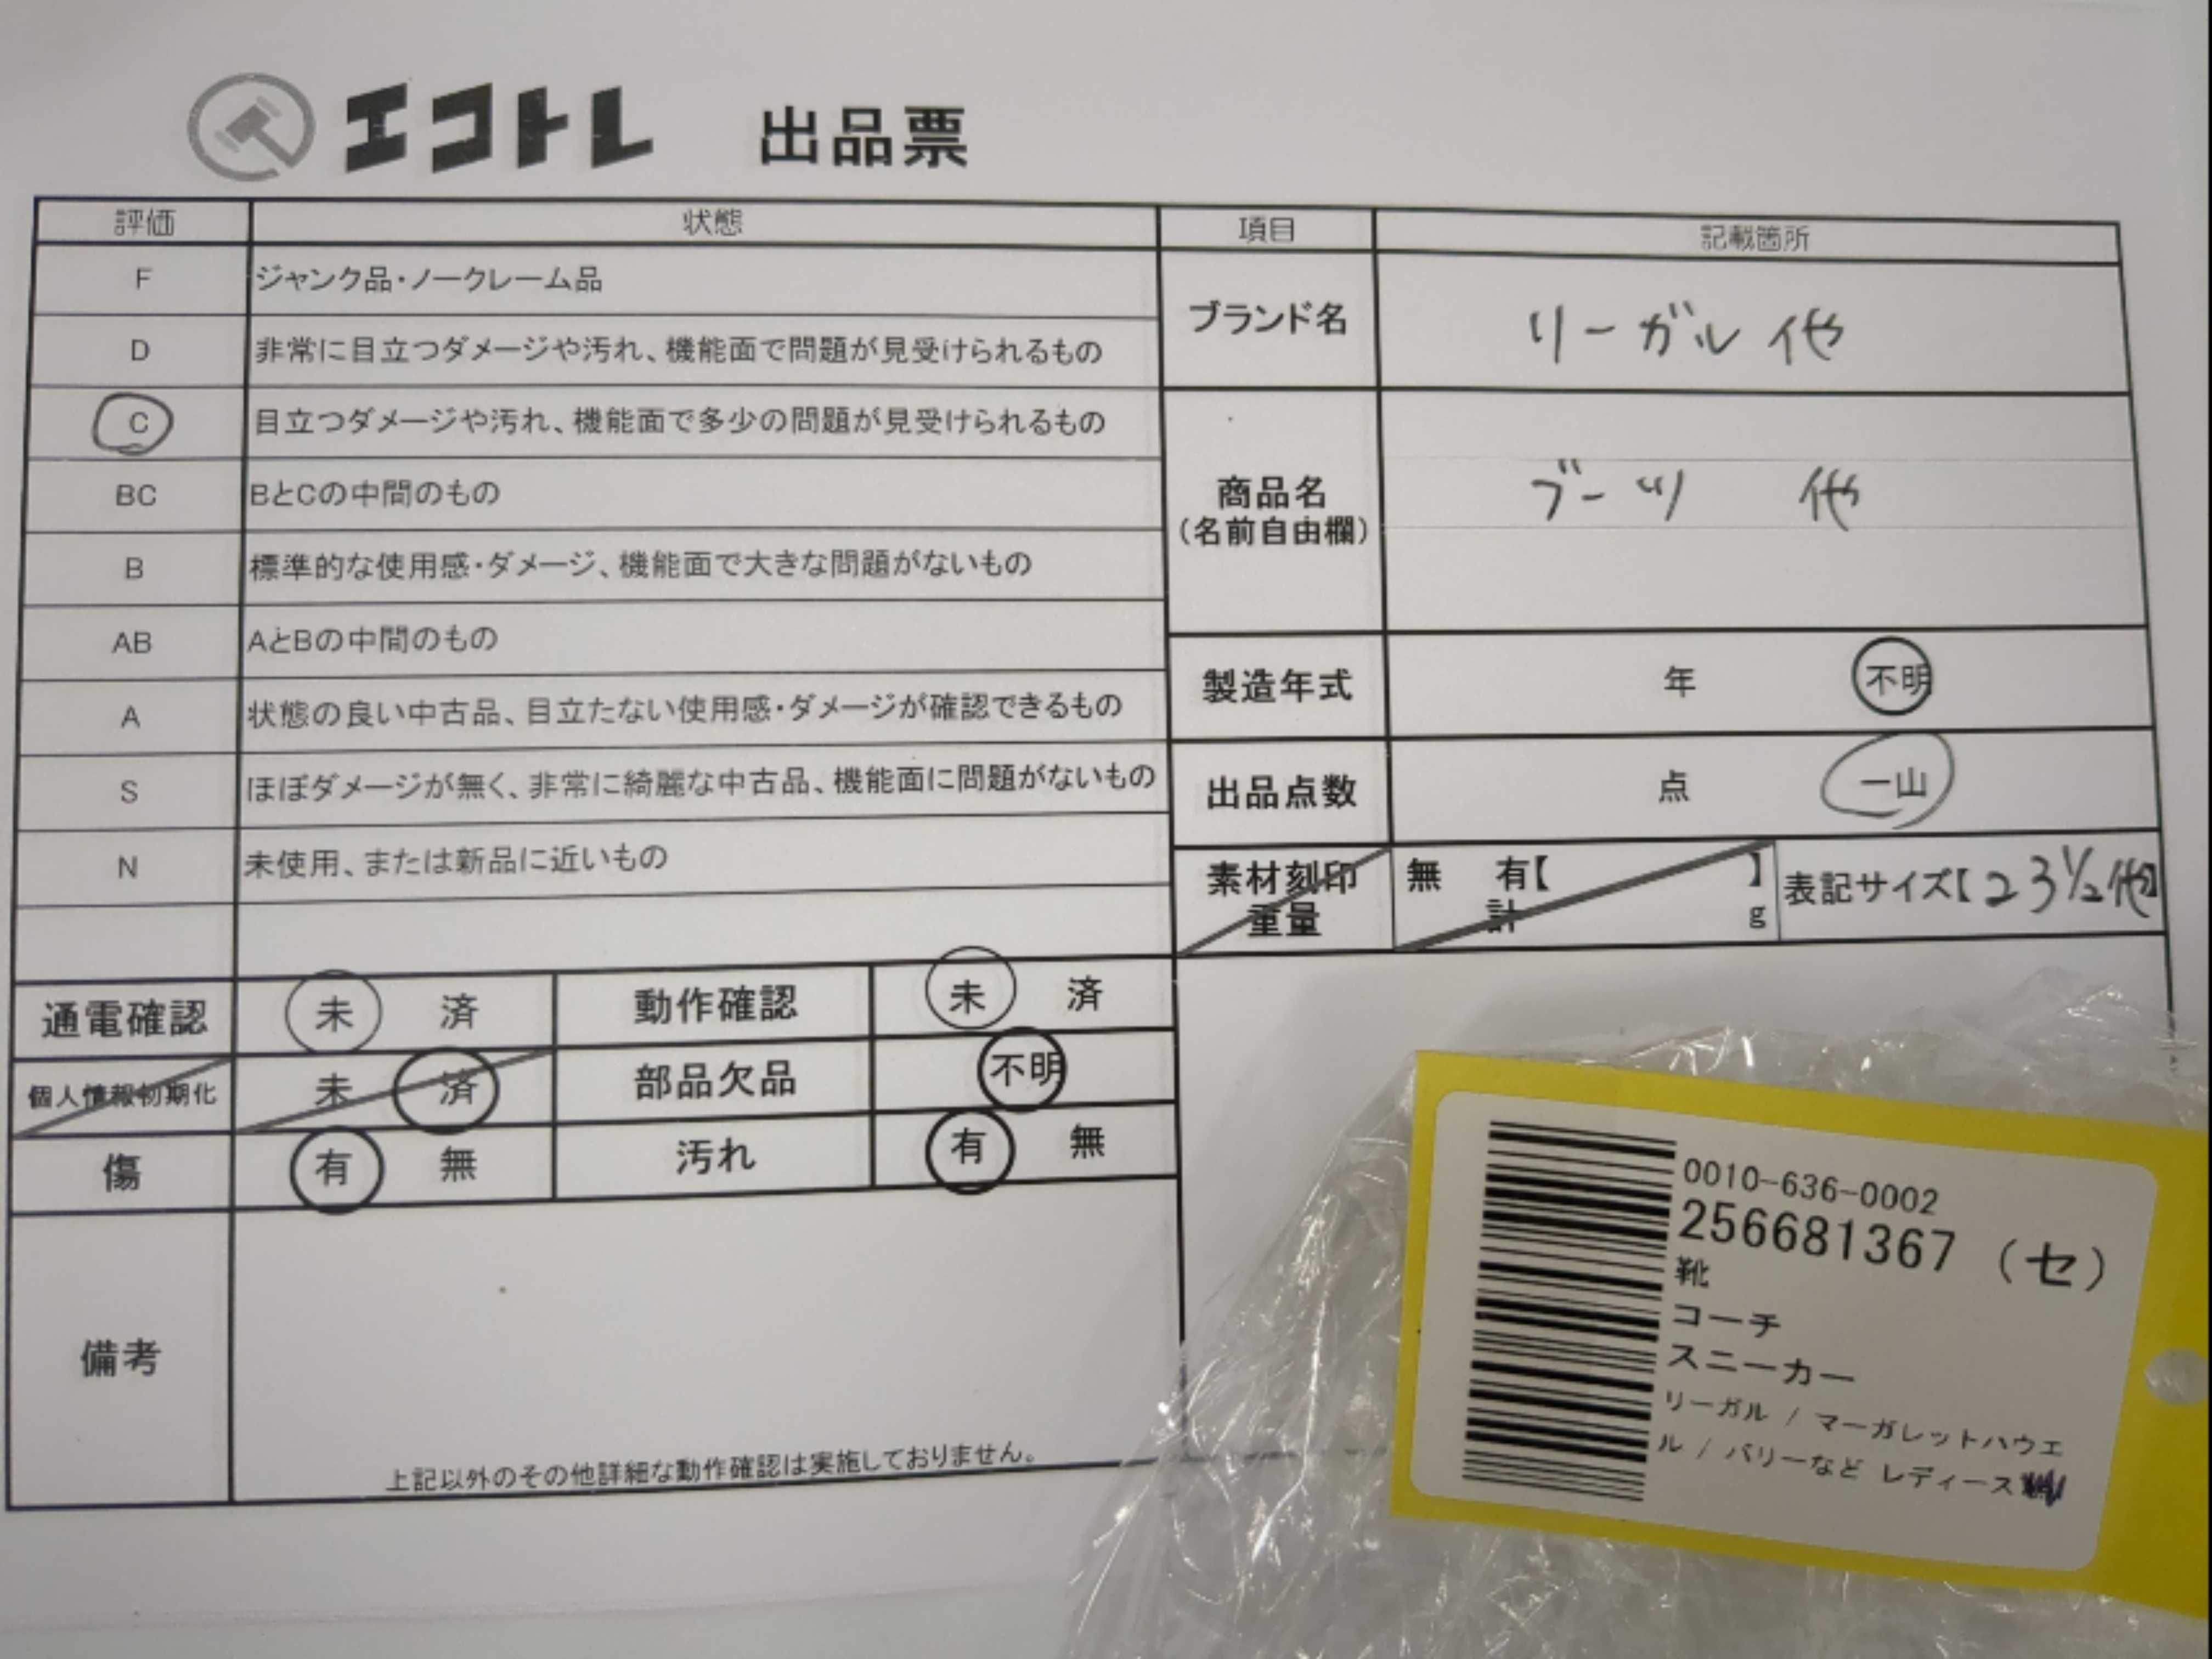 エコトレ 出品票
評価 状態 項目 記載箇所
F ジャンク品・ノークレーム品
D 非常に目立つダメージや汚れ、機能面で問題が見受けられるもの
C 目立つダメージや汚れ、機能面で多少の問題が見受けられるもの
BC BとCの中間のもの
B 標準的な使用感・ダメージ、機能面で大きな問題がないもの
AB AとBの中間のもの
A 状態の良い中古品、目立たない使用感・ダメージが確認できるもの
S ほぼダメージが無く、非常に綺麗な中古品、機能面に問題がないもの
N 未使用、または新品に近いもの
ブランド名 リーガル 他
商品名 ブーツ 他
(名前自由欄)
製造年式 年 不明
出品点数 点 一山
素材刻印 無 有【 】 表記サイズ【23 1/2 他】
重量 計 g
通電確認 未 済 動作確認 未 済
個人情報初期化 未 済 部品欠品 不明
傷 有 無 汚れ 有 無
備考
上記以外のその他詳細な動作確認は実施しておりません。
0010-636-0002
256681367 (セ)
靴
コーチ
スニーカー
リーガル / マーガレットハウエ
ル / バリーなど レディース